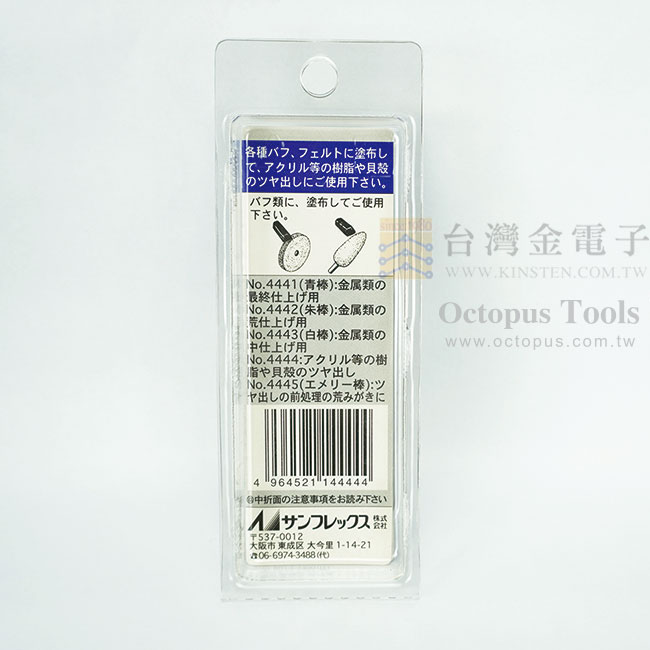 各種バフ、フェルトに塗布し
て、アクリル等の樹脂や貝殻
のツヤ出しにご使用下さい。
バフ類に、塗布してご使用
下さい。
since 1980
台灣金電子
WWW.KINSTEN.COM.TW
Octopus Tools
www.octopus.com.tw
No.4441(青棒):金属類の
最終仕上げ用
No.4442(朱棒):金属類の
荒仕上げ用
No.4443(白棒):金属類の
中仕上げ用
No.4444:アクリル等の樹
脂や貝殻のツヤ出し
No.4445(エメリー棒):ツ
ヤ出しの前処理の荒みがきに
4 964521 144444
中折面の注意事項をお読み下さい
サンフレックス株式会社
〒537-0012
大阪市 東成区 大今里 1-14-21
☎06-6974-3488(代)